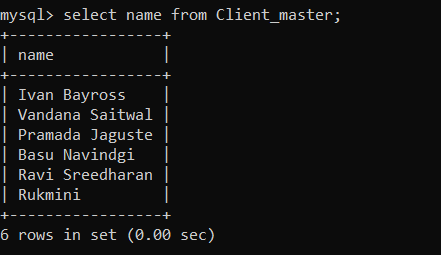 mysql> select name from Client_master;
+-----------------+
| name            |
+-----------------+
| Ivan Bayross    |
| Vandana Saitwal |
| Pramada Jaguste |
| Basu Navindgi   |
| Ravi Sreedharan |
| Rukmini         |
+-----------------+
6 rows in set (0.00 sec)